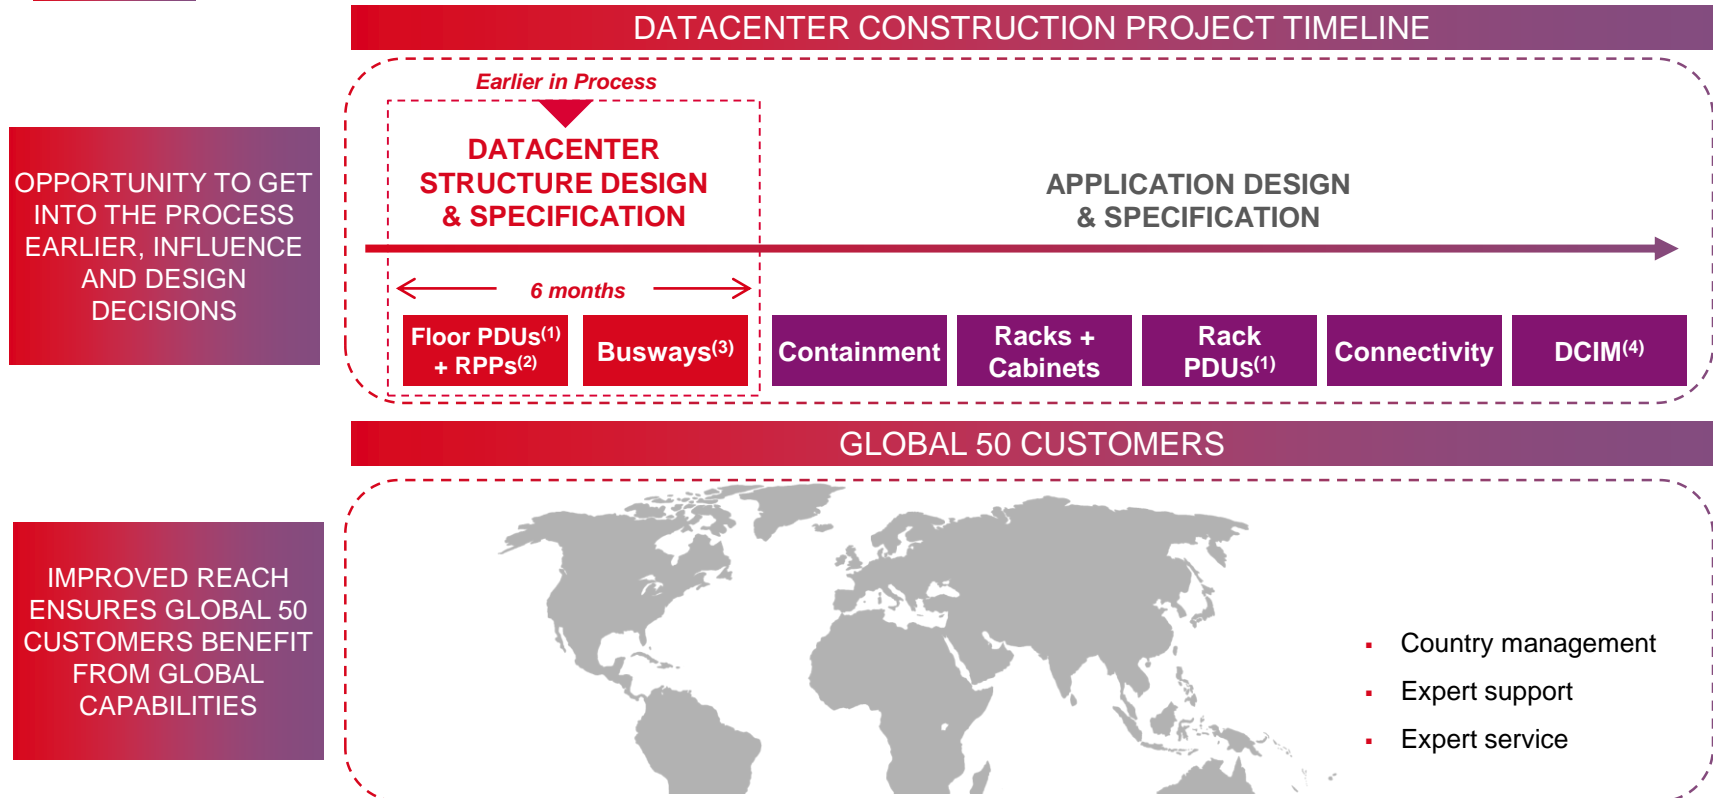 DATACENTER CONSTRUCTION PROJECT TIMELINE
OPPORTUNITY TO GET
INTO THE PROCESS
EARLIER, INFLUENCE
AND DESIGN
DECISIONS
Earlier in Process
DATACENTER
STRUCTURE DESIGN
& SPECIFICATION
APPLICATION DESIGN
& SPECIFICATION
6 months
Floor PDUs(1)
+ RPPs(2)
Busways(3)
Containment
Racks +
Cabinets
Rack
PDUs(1)
Connectivity
DCIM(4)
GLOBAL 50 CUSTOMERS
IMPROVED REACH
ENSURES GLOBAL 50
CUSTOMERS BENEFIT
FROM GLOBAL
CAPABILITIES
▪ Country management
▪ Expert support
▪ Expert service